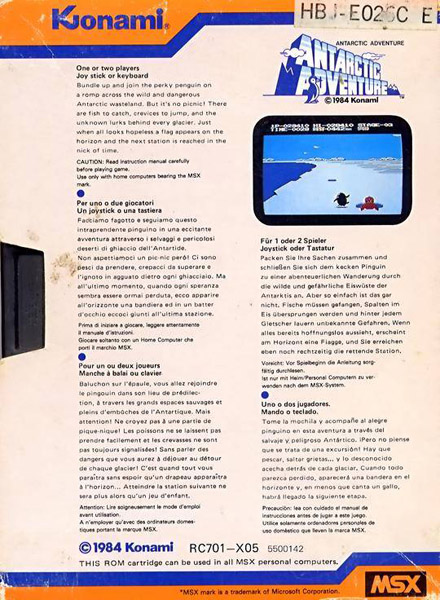 Konami
HBJ-E026C E
One or two players
Joy stick or keyboard
Bundle up and join the perky penguin on
a romp across the wild and dangerous
Antarctic wasteland. But it's no picnic! There
are fish to catch, crevices to jump, and the
unknown lurks behind every glacier. Just
when all looks hopeless a flag appears on the
horizon and the next station is reached in the
nick of time.
CAUTION: Read instruction manual carefully
before playing game.
Use only with home computers bearing the MSX
mark.
Per uno o due giocatori
Un joystick o una tastiera
Facciamo fagotto e seguiamo questo
intraprendente pinguino in una eccitante
avventura attraverso i selvaggi e pericolosi
deserti di ghiaccio dell'Antartide.
Non aspettiamoci un pic-nic però! Ci sono
pesci da prendere, crepacci da superare e
l'ignoto in agguato dietro ogni ghiacciaio. Ma
all'ultimo momento, quando ogni speranza
sembra essere ormai perduta, ecco apparire
all'orizzonte una bandiera ed in un batter
d'occhio eccoci giunti all'ultima stazione.
Prima di iniziare a giocare, leggere attentamente
il manuale d'istruzioni.
Giocare soltanto con un Home Computer che
porti il marchio MSX.
Pour un ou deux joueurs
Manche à balai ou clavier
Baluchon sur l'épaule, vous allez rejoindre
le pingouin dans son lieu de prédilec-
tion, à travers les grands espaces sauvages et
pleins d'embûches de l'Antartique. Mais
attention! Ne croyez pas à une partie de
pique-nique! Les poissons ne se laissent pas
prendre facilement et les crevasses ne sont
pas toujours signalisées! Sans parler des
dangers que vous aurez à déjouer au détour
de chaque glacier! C'est quand tout vous
paraîtra sans espoir qu'un drapeau apparaîtra
à l'horizon... Atteindre la station suivante ne
sera plus alors qu'un jeu d'enfant.
Attention: Lire soigneusement le mode d'emploi
avant utilisation.
A n'employer qu'avec des ordinateurs domes-
tiques portant la marque MSX.
ANTARCTIC ADVENTURE
ANTARCTIC
ADVENTURE
©1984 Konami
1P-028410 HI-028410 STAGE-03
Für 1 oder 2 Spieler
Joystick oder Tastatur
Packen Sie Ihre Sachen zusammen und
schließen Sie sich dem kecken Pinguin
zu einer abenteuerlichen Wanderung durch
die wilde und gefährliche Eiswüste der
Antarktis an. Aber so einfach ist das gar
nicht. Fische müssen gefangen, Spalten im
Eis übersprungen werden und hinter jedem
Gletscher lauern unbekannte Gefahren. Wenn
alles bereits hoffnungslos aussieht, erscheint
am Horizont eine Flagge, und Sie erreichen
eben noch rechtzeitig die rettende Station.
Vorsicht: Vor Spielbeginn die Anleitung sorg-
fältig durchlesen.
Ist nur mit Heim/Personal Computern zu ver-
wenden nach dem MSX-System.
Uno o dos jugadores.
Mando o teclado.
Tome la mochila y acompañe al alegre
pingüino en esta aventura a través del
salvaje y peligroso Antártico. ¡Pero no piense
que se trata de una excursión! Hay que
pescar, saltar grietas... y lo desconocido
acecha detrás de cada glaciar, Cuando todo
parezca perdido, aparecerá una bandera en el
horizonte y, en menos que canta un gallo,
habrá llegado la siguiente etapa.
Precaución: lea con cuidado el manual de
instrucciones antes de jugar a este juego.
Utilice solamente ordenadores personales de
uso doméstico que lleven la marca MSX.
©1984 Konami RC701-X05 5500142
THIS ROM cartridge can be used in all MSX personal computers.
*MSX mark is a trademark of Microsoft Corporation.
MSX